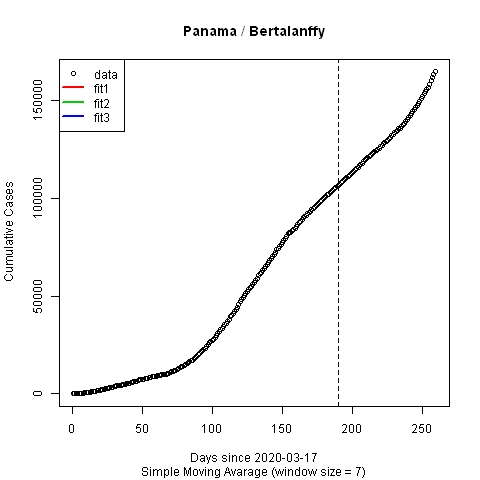 Panama / Bertalanffy
data
fit1
fit2
fit3
Cumulative Cases
0
50000
100000
150000
0 50 100 150 200 250
Days since 2020-03-17
Simple Moving Avarage (window size = 7)